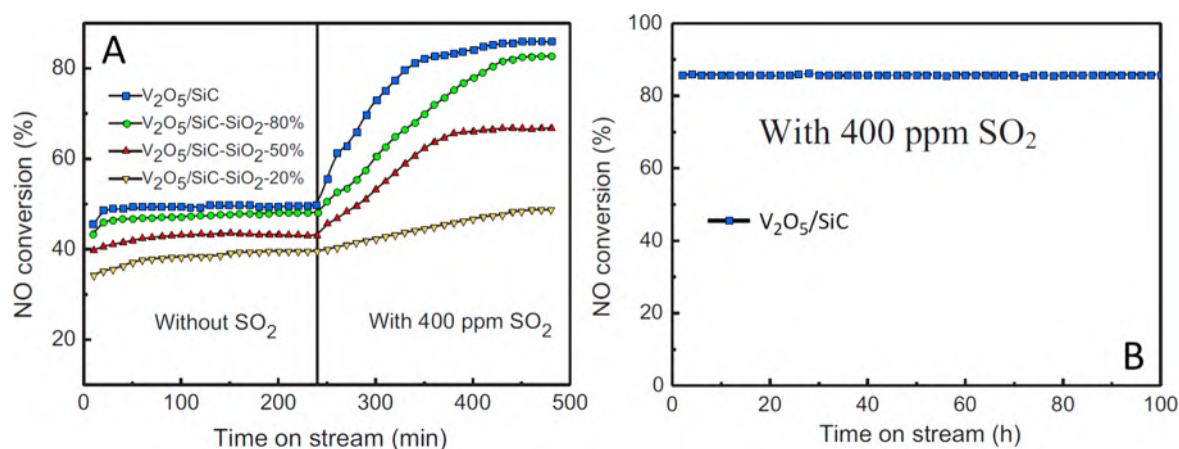 A
V₂O₅/SiC
V₂O₅/SiC-SiO₂-80%
V₂O₅/SiC-SiO₂-50%
V₂O₅/SiC-SiO₂-20%
Without SO₂
With 400 ppm SO₂
NO conversion (%)
80
60
40
20
0
100
200
300
400
500
Time on stream (min)
B
With 400 ppm SO₂
V₂O₅/SiC
NO conversion (%)
100
80
60
40
20
0
0
20
40
60
80
100
Time on stream (h)